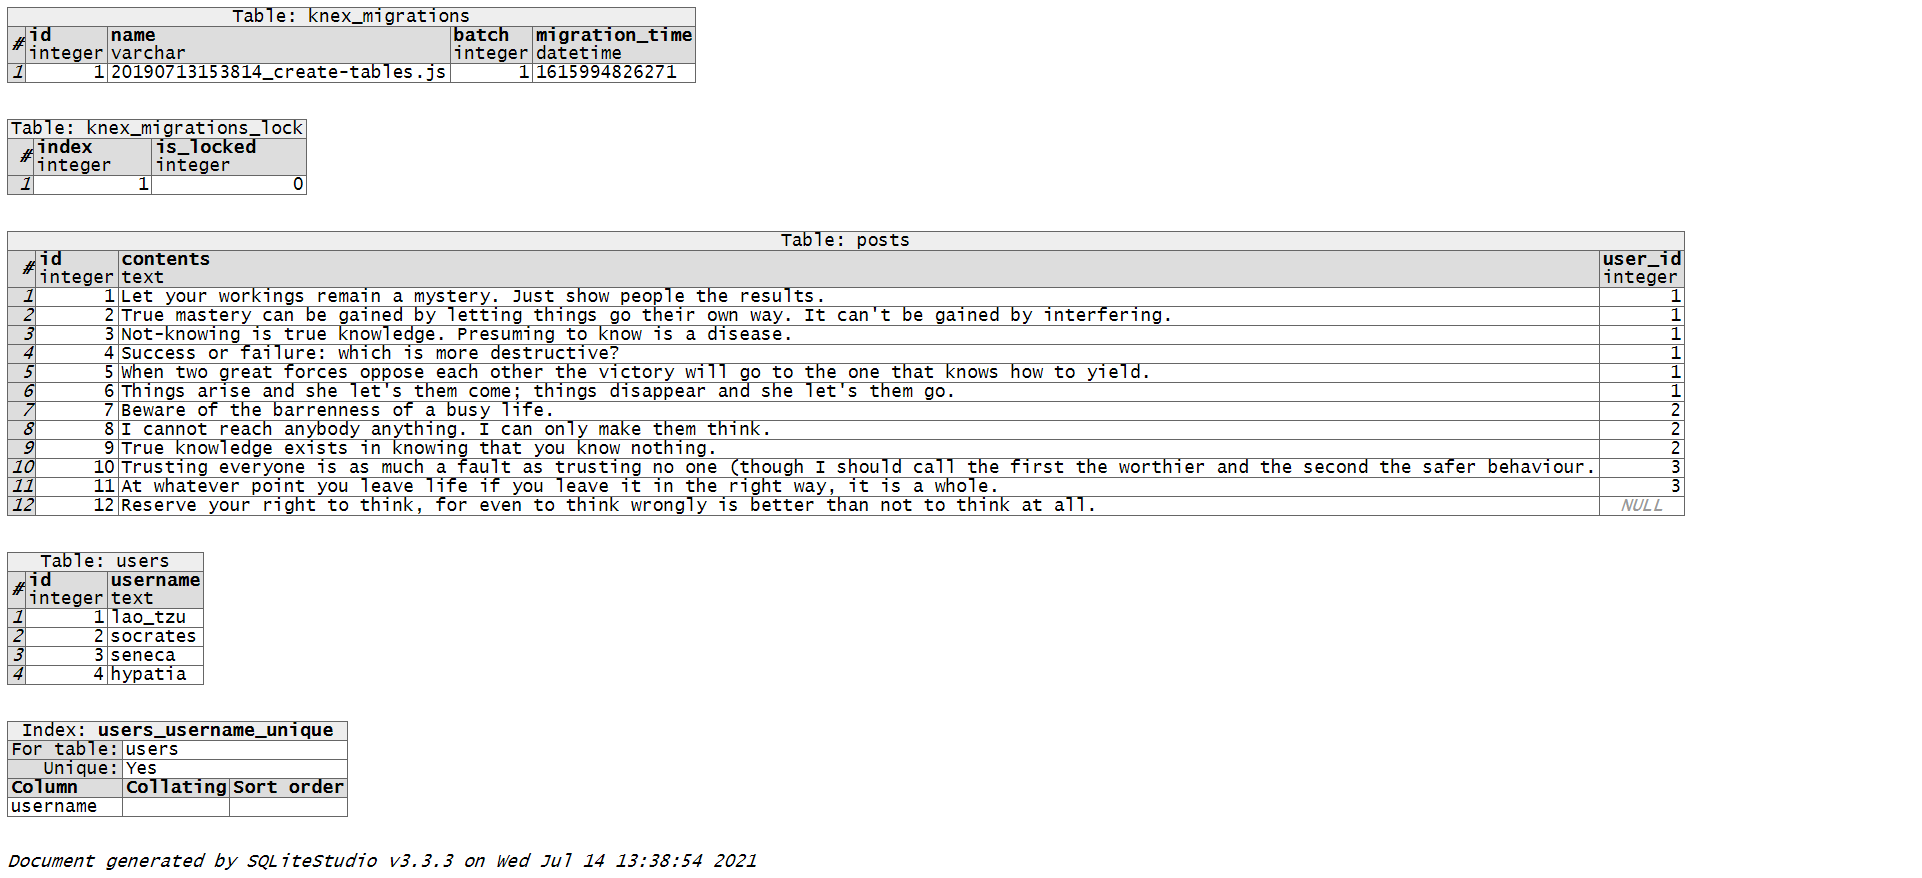 Table: knex_migrations
# id name batch migration_time
integer varchar integer datetime
1 1 20190713153814_create-tables.js 1 1615994826271
Table: knex_migrations_lock
# index is_locked
integer integer
1 1 0
Table: posts
# id contents user_id
integer text integer
1 1 Let your workings remain a mystery. Just show people the results. 1
2 2 True mastery can be gained by letting things go their own way. It can't be gained by interfering. 1
3 3 Not-knowing is true knowledge. Presuming to know is a disease. 1
4 4 Success or failure: which is more destructive? 1
5 5 When two great forces oppose each other the victory will go to the one that knows how to yield. 1
6 6 Things arise and she let's them come; things disappear and she let's them go. 1
7 7 Beware of the barrenness of a busy life. 2
8 8 I cannot reach anybody anything. I can only make them think. 2
9 9 True knowledge exists in knowing that you know nothing. 2
10 10 Trusting everyone is as much a fault as trusting no one (though I should call the first the worthier and the second the safer behaviour. 3
11 11 At whatever point you leave life if you leave it in the right way, it is a whole. 3
12 12 Reserve your right to think, for even to think wrongly is better than not to think at all. NULL
Table: users
# id username
integer text
1 1 lao_tzu
2 2 socrates
3 3 seneca
4 4 hypatia
Index: users_username_unique
For table: users
Unique: Yes
Column Collating Sort order
username
Document generated by SQLiteStudio v3.3.3 on Wed Jul 14 13:38:54 2021